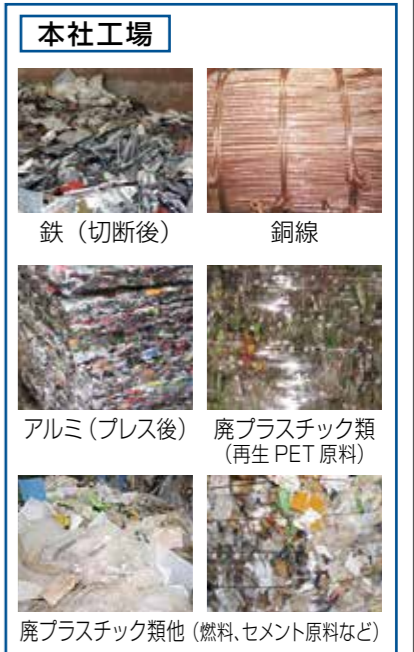 本社工場
鉄（切断後）
銅線
アルミ（プレス後）
廃プラスチック類
（再生 PET 原料）
廃プラスチック類他（燃料、セメント原料など）